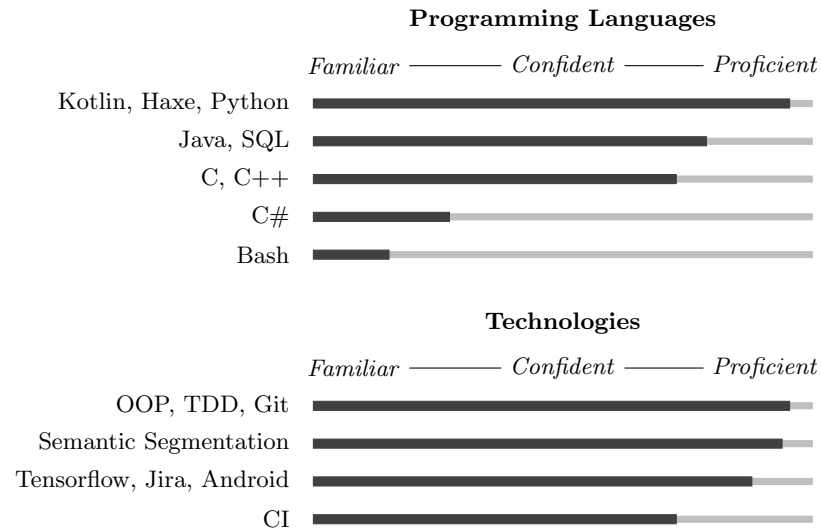 Programming Languages
Familiar Confident Proficient
Kotlin, Haxe, Python
Java, SQL
C, C++
C#
Bash
Technologies
Familiar Confident Proficient
OOP, TDD, Git
Semantic Segmentation
Tensorflow, Jira, Android
CI